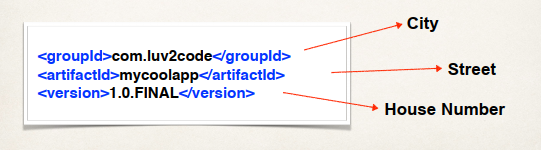 City
<groupId>com.luv2code</groupId>
<artifactId>mycoolapp</artifactId>
<version>1.0.FINAL</version>
Street
House Number